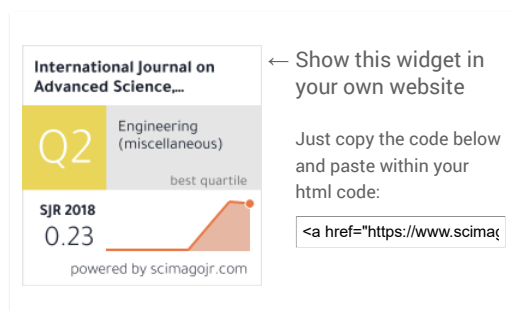 International Journal on
Advanced Science,...
Q2
Engineering
(miscellaneous)
best quartile
SJR 2018
0.23
powered by scimagojr.com
← Show this widget in
your own website
Just copy the code below
and paste within your
html code:
<a href="https://www.scimag